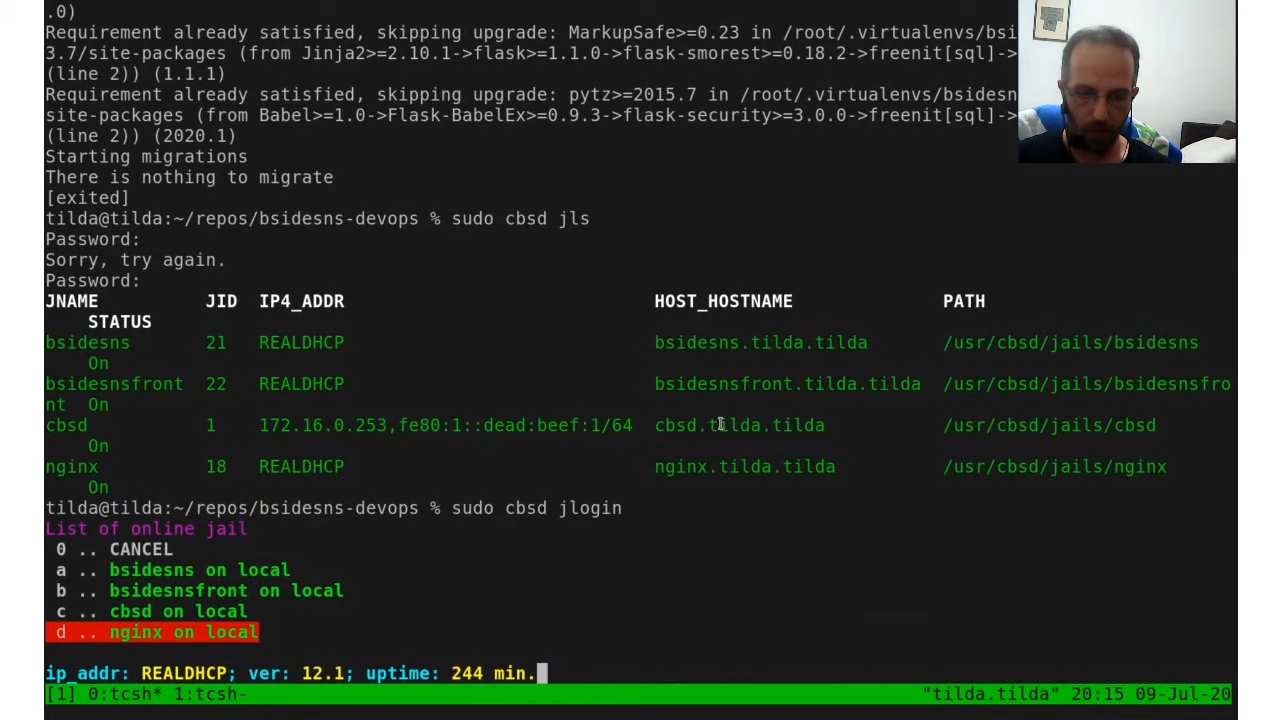 .0)
Requirement already satisfied, skipping upgrade: MarkupSafe>=0.23 in /root/.virtualenvs/bsi
3.7/site-packages (from Jinja2>=2.10.1->flask>=1.1.0->flask-smorest>=0.18.2->freenit[sql]->
(line 2)) (1.1.1)
Requirement already satisfied, skipping upgrade: pytz>=2015.7 in /root/.virtualenvs/bsidesn
site-packages (from Babel>=1.0->Flask-BabelEx>=0.9.3->flask-security>=3.0.0->freenit[sql]->
(line 2)) (2020.1)
Starting migrations
There is nothing to migrate
[exited]
tilda@tilda:~/repos/bsidesns-devops % sudo cbsd jls
Password:
Sorry, try again.
Password:
JNAME JID IP4_ADDR HOST_HOSTNAME PATH
STATUS
bsidesns 21 REALDHCP bsidesns.tilda.tilda /usr/cbsd/jails/bsidesns
On
bsidesnsfront 22 REALDHCP bsidesnsfront.tilda.tilda /usr/cbsd/jails/bsidesnsfro
nt On
cbsd 1 172.16.0.253,fe80:1::dead:beef:1/64 cbsd.tilda.tilda /usr/cbsd/jails/cbsd
On
nginx 18 REALDHCP nginx.tilda.tilda /usr/cbsd/jails/nginx
On
tilda@tilda:~/repos/bsidesns-devops % sudo cbsd jlogin
List of online jail
0 .. CANCEL
a .. bsidesns on local
b .. bsidesnsfront on local
c .. cbsd on local
d .. nginx on local
ip_addr: REALDHCP; ver: 12.1; uptime: 244 min.
[1] 0:tcsh* 1:tcsh- "tilda.tilda" 20:15 09-Jul-20